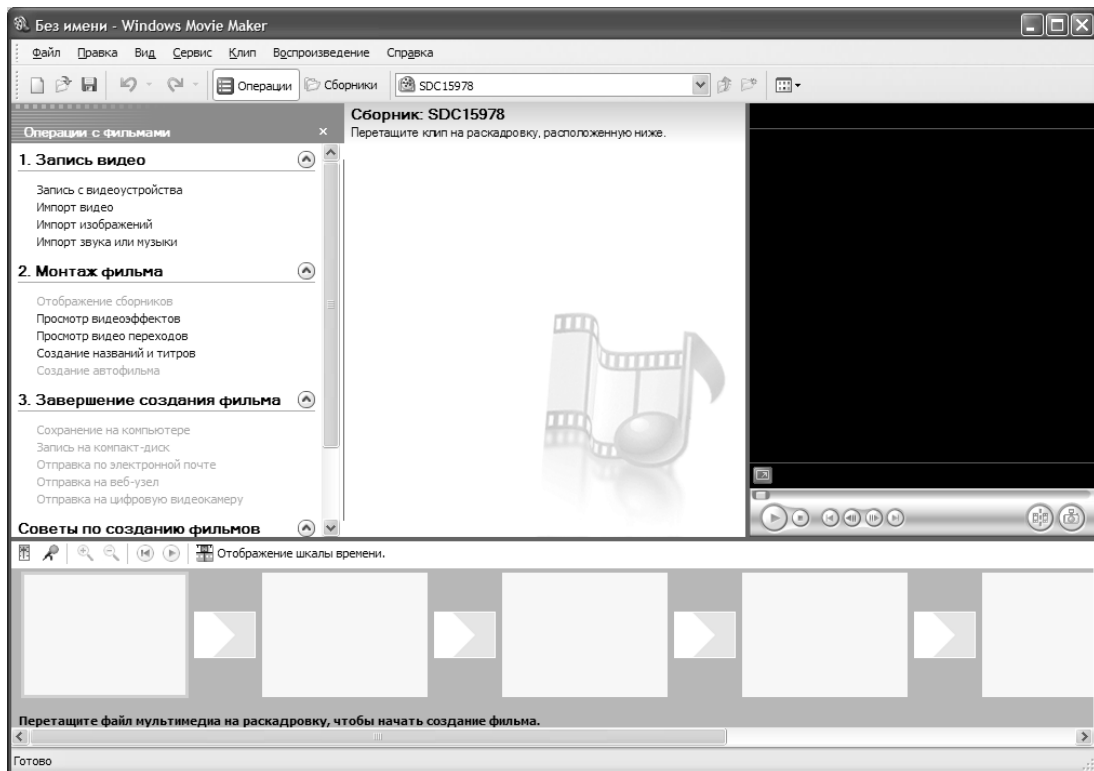 Без имени - Windows Movie Maker
Файл Правка Вид Сервис Клип Воспроизведение Справка
Операции Сборники SDC15978
Операции с фильмами
1. Запись видео
Запись с видеоустройства
Импорт видео
Импорт изображений
Импорт звука или музыки
2. Монтаж фильма
Отображение сборников
Просмотр видеоэффектов
Просмотр видео переходов
Создание названий и титров
Создание автофильма
3. Завершение создания фильма
Сохранение на компьютере
Запись на компакт-диск
Отправка по электронной почте
Отправка на веб-узел
Отправка на цифровую видеокамеру
Советы по созданию фильмов
Сборник: SDC15978
Перетащите клип на раскадровку, расположенную ниже.
Отображение шкалы времени.
Перетащите файл мультимедиа на раскадровку, чтобы начать создание фильма.
Готово